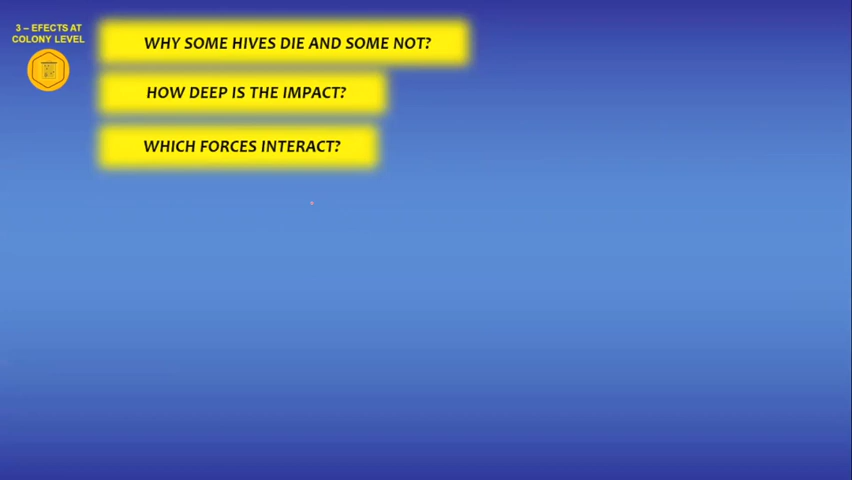 3 – EFECTS AT
COLONY LEVEL
WHY SOME HIVES DIE AND SOME NOT?
HOW DEEP IS THE IMPACT?
WHICH FORCES INTERACT?